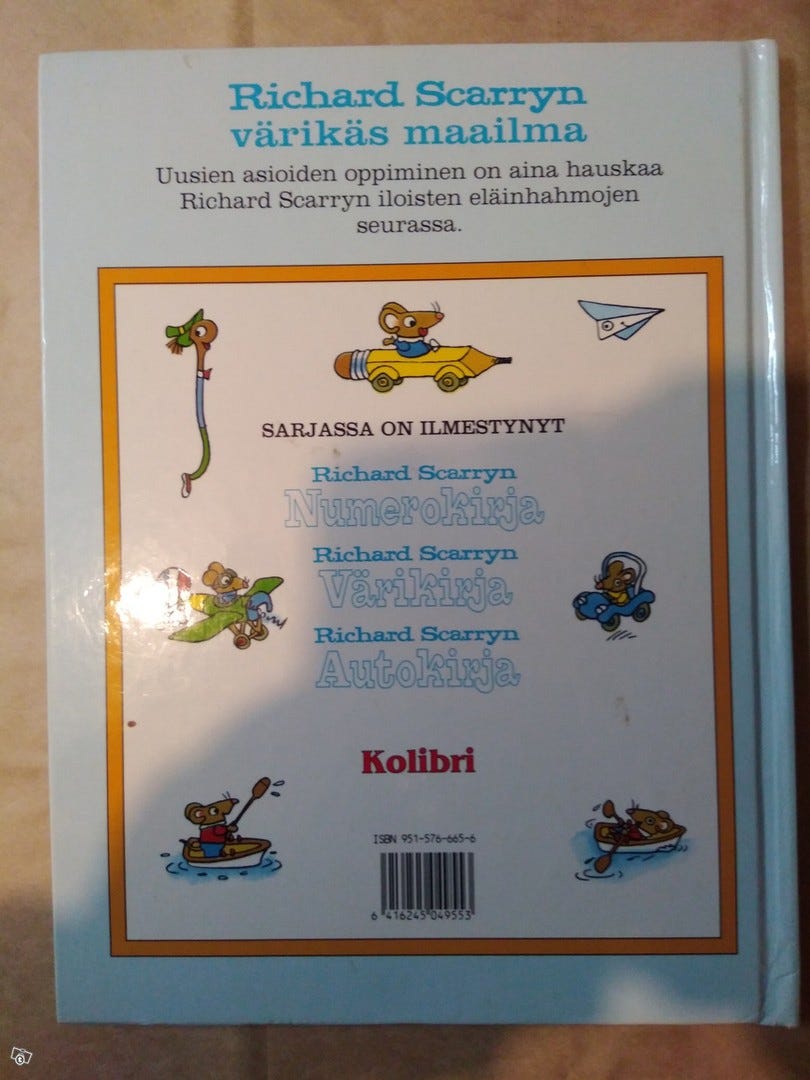 Richard Scarryn
värikäs maailma
Uusien asioiden oppiminen on aina hauskaa
Richard Scarryn iloisten eläinhahmojen
seurassa.
SARJASSA ON ILMESTYNYT
Richard Scarryn
Numerokirja
Richard Scarryn
Värikirja
Richard Scarryn
Autokirja
Kolibri
ISBN 951-576-665-6
6 416245 049553